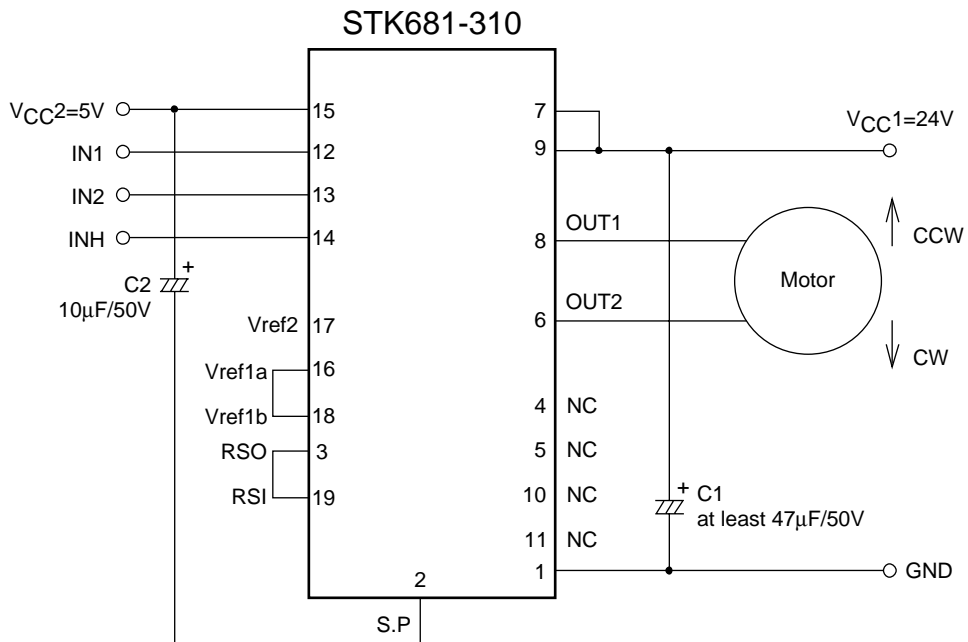 STK681-310
VCC2=5V
15
7
VCC1=24V
IN1
12
9
IN2
13
INH
14
8
OUT1
CCW
Motor
C2
+
10μF/50V
6
OUT2
CW
Vref2
17
Vref1a
16
Vref1b
18
4
NC
RSO
3
5
NC
RSI
19
10
NC
+
C1
at least 47μF/50V
11
NC
1
GND
2
S.P